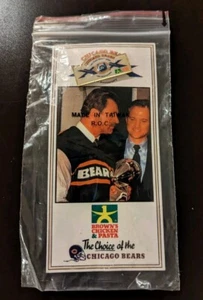 MADE IN TAIWAN
R.O.C.
BEARS
BROWN'S
CHICKEN
& PASTA
The Choice of the
CHICAGO BEARS